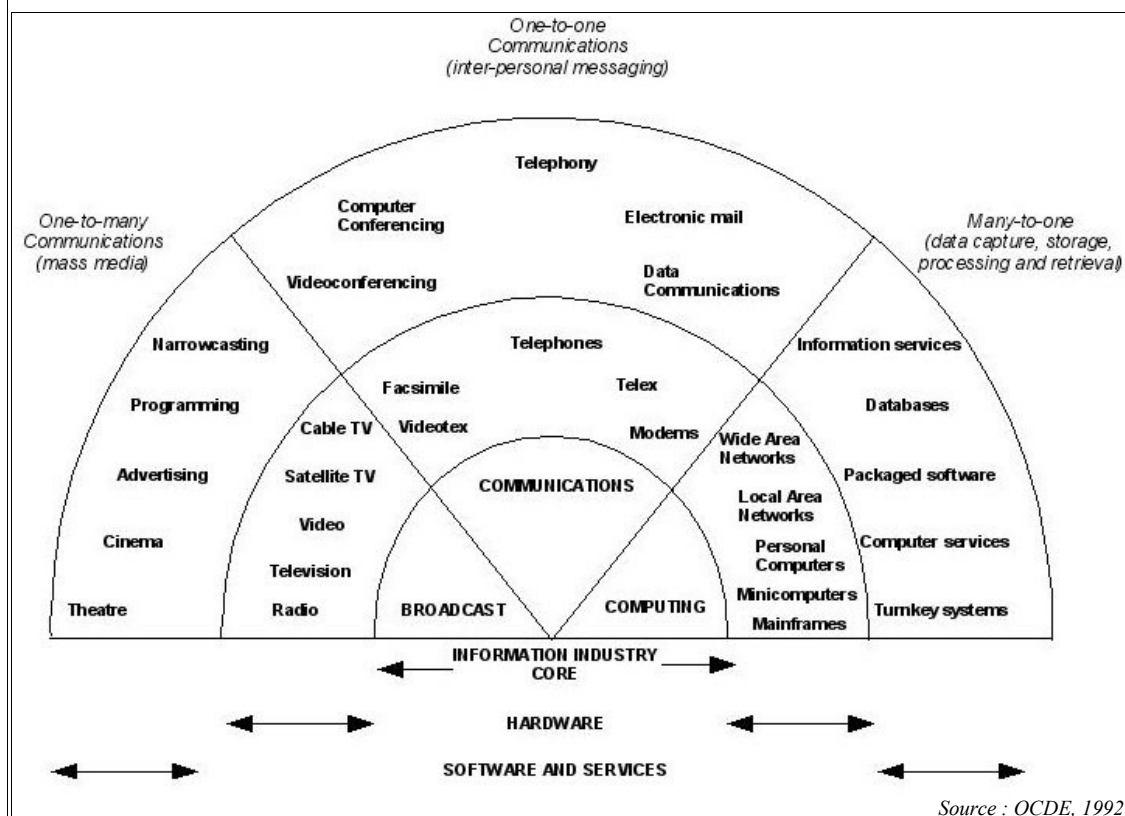 One-to-one
Communications
(inter-personal messaging)
One-to-many
Communications
(mass media)
Many-to-one
(data capture, storage,
processing and retrieval)
Telephony
Computer
Conferencing
Electronic mail
Videoconferencing
Data
Communications
Narrowcasting
Programming
Advertising
Cinema
Theatre
Telephones
Facsimile
Telex
Videotex
Modems
Cable TV
Satellite TV
Video
Television
Radio
Wide Area
Networks
Local Area
Networks
Personal
Computers
Minicomputers
Mainframes
Information services
Databases
Packaged software
Computer services
Turnkey systems
COMMUNICATIONS
BROADCAST
COMPUTING
INFORMATION INDUSTRY
CORE
HARDWARE
SOFTWARE AND SERVICES
Source : OCDE, 1992